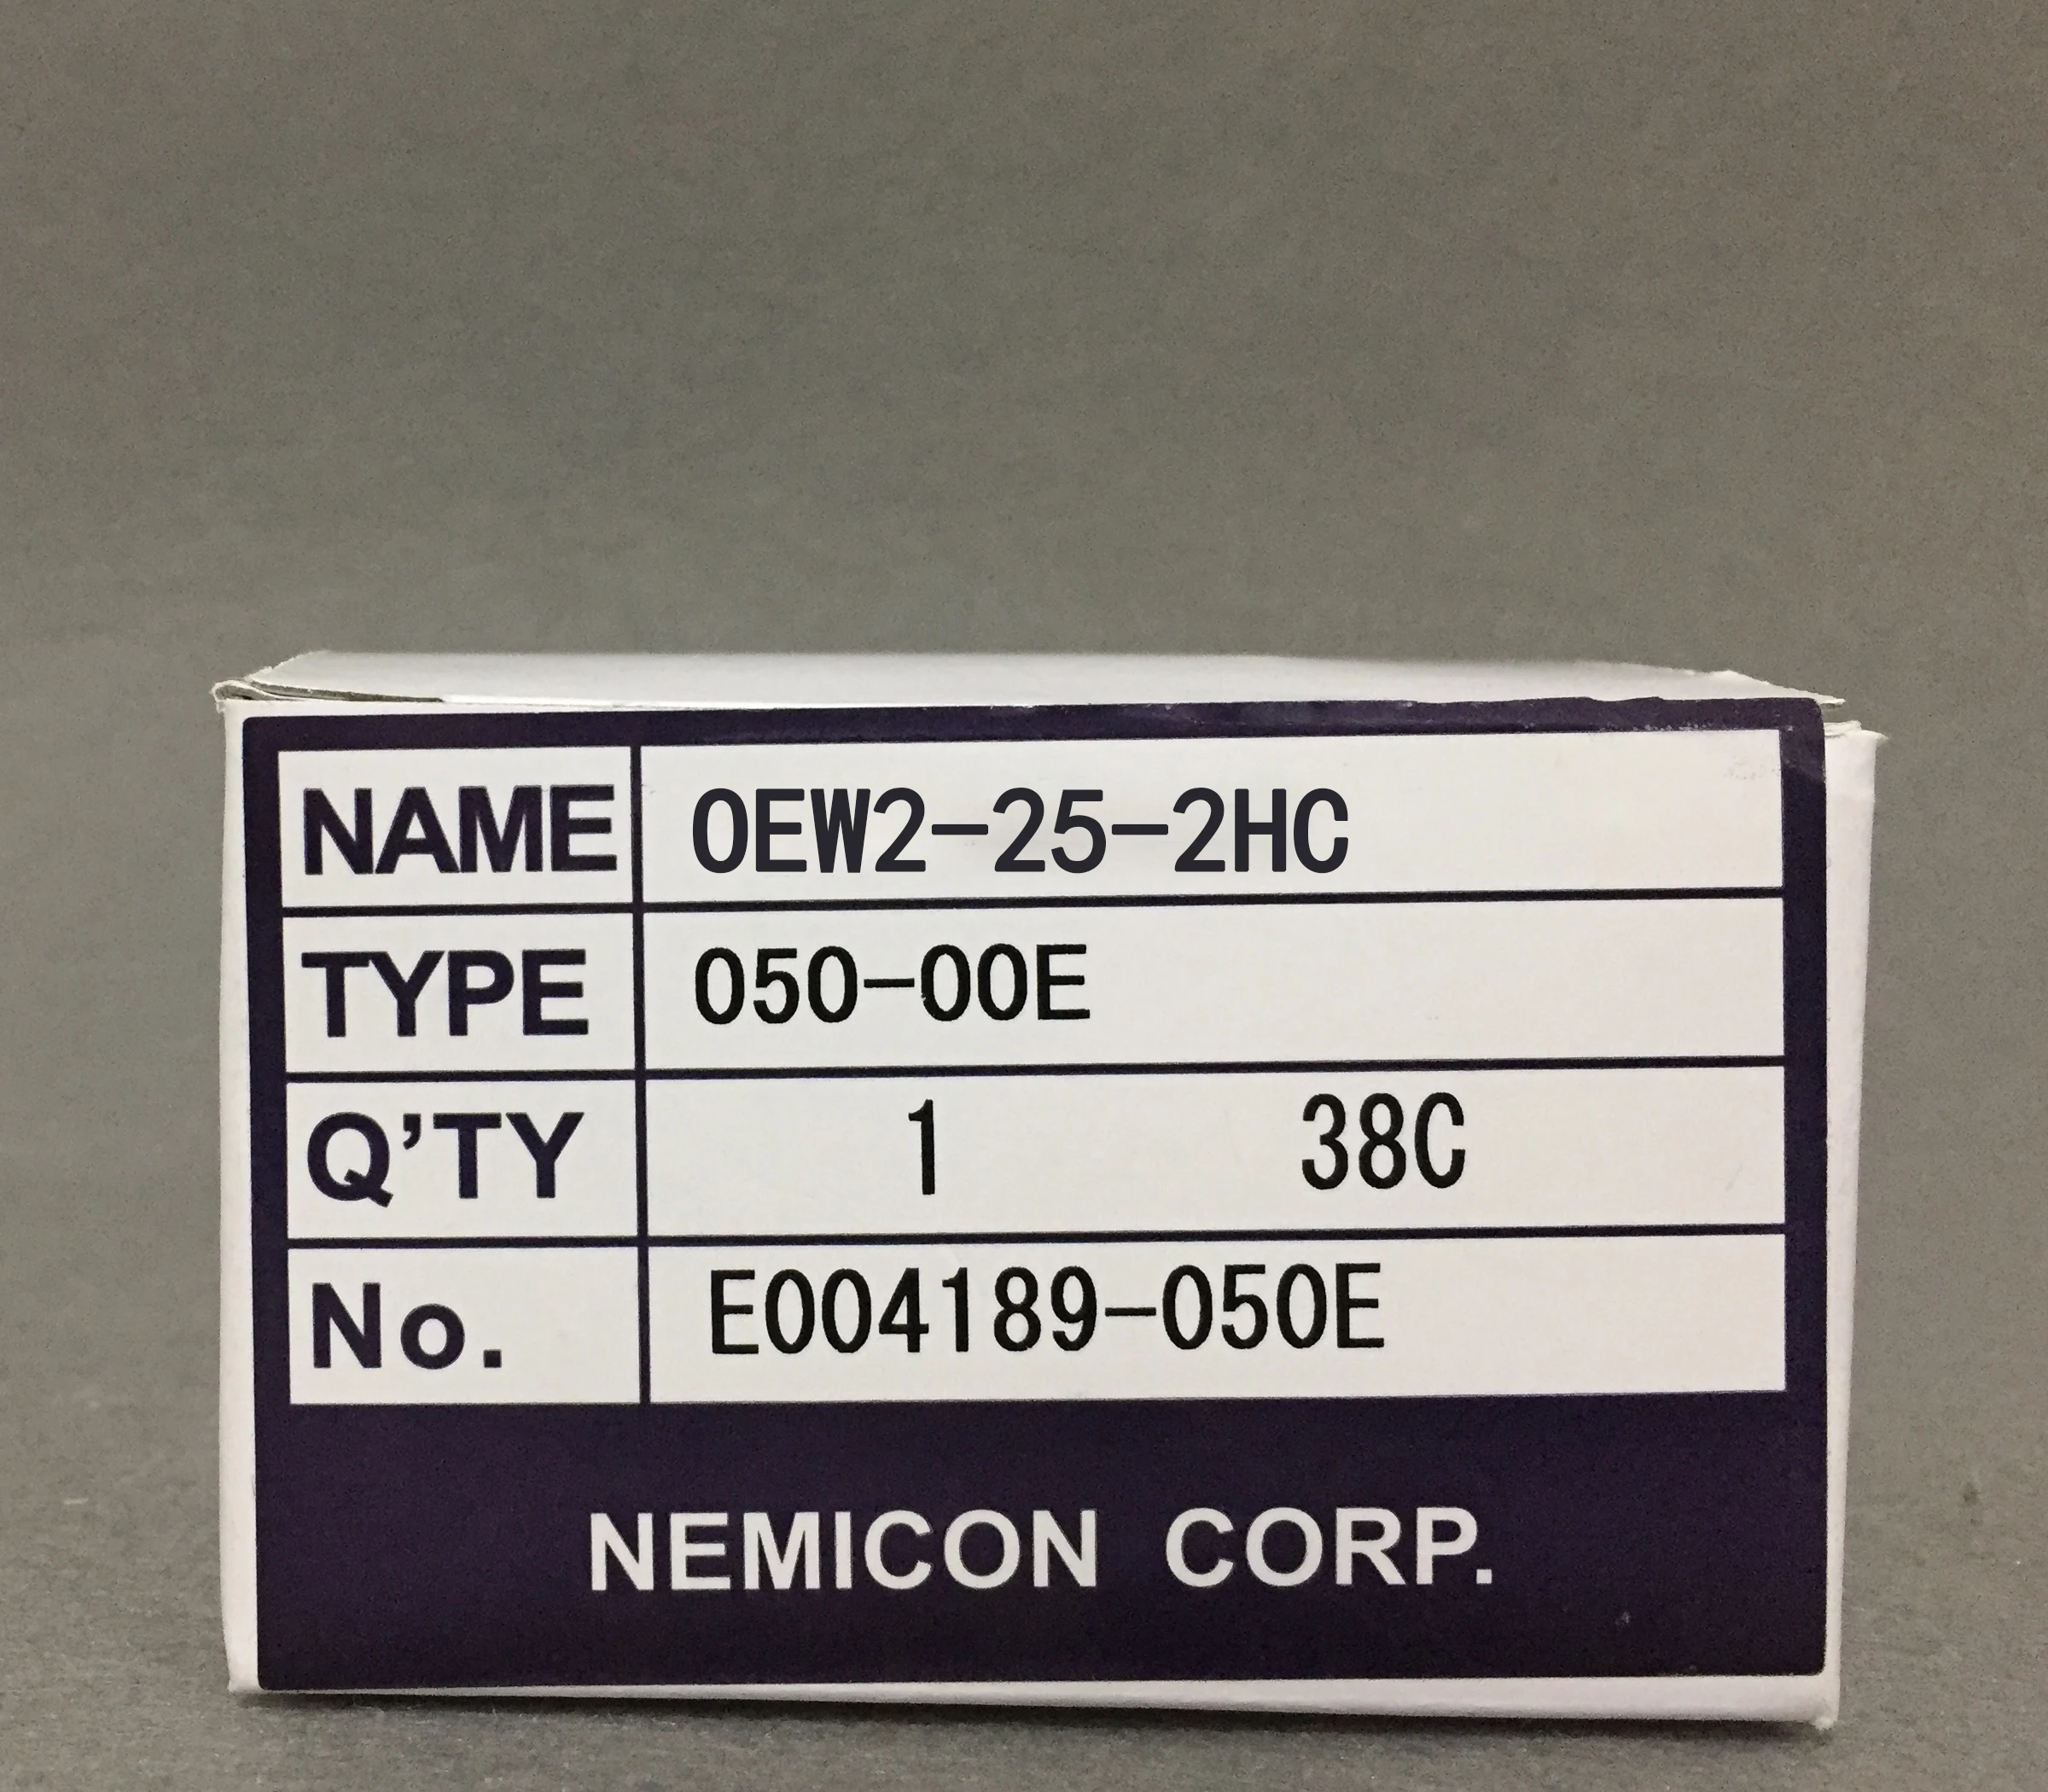 NAME OEW2-25-2HC
TYPE 050-00E
Q'TY 1 38C
No. E004189-050E
NEMICON CORP.